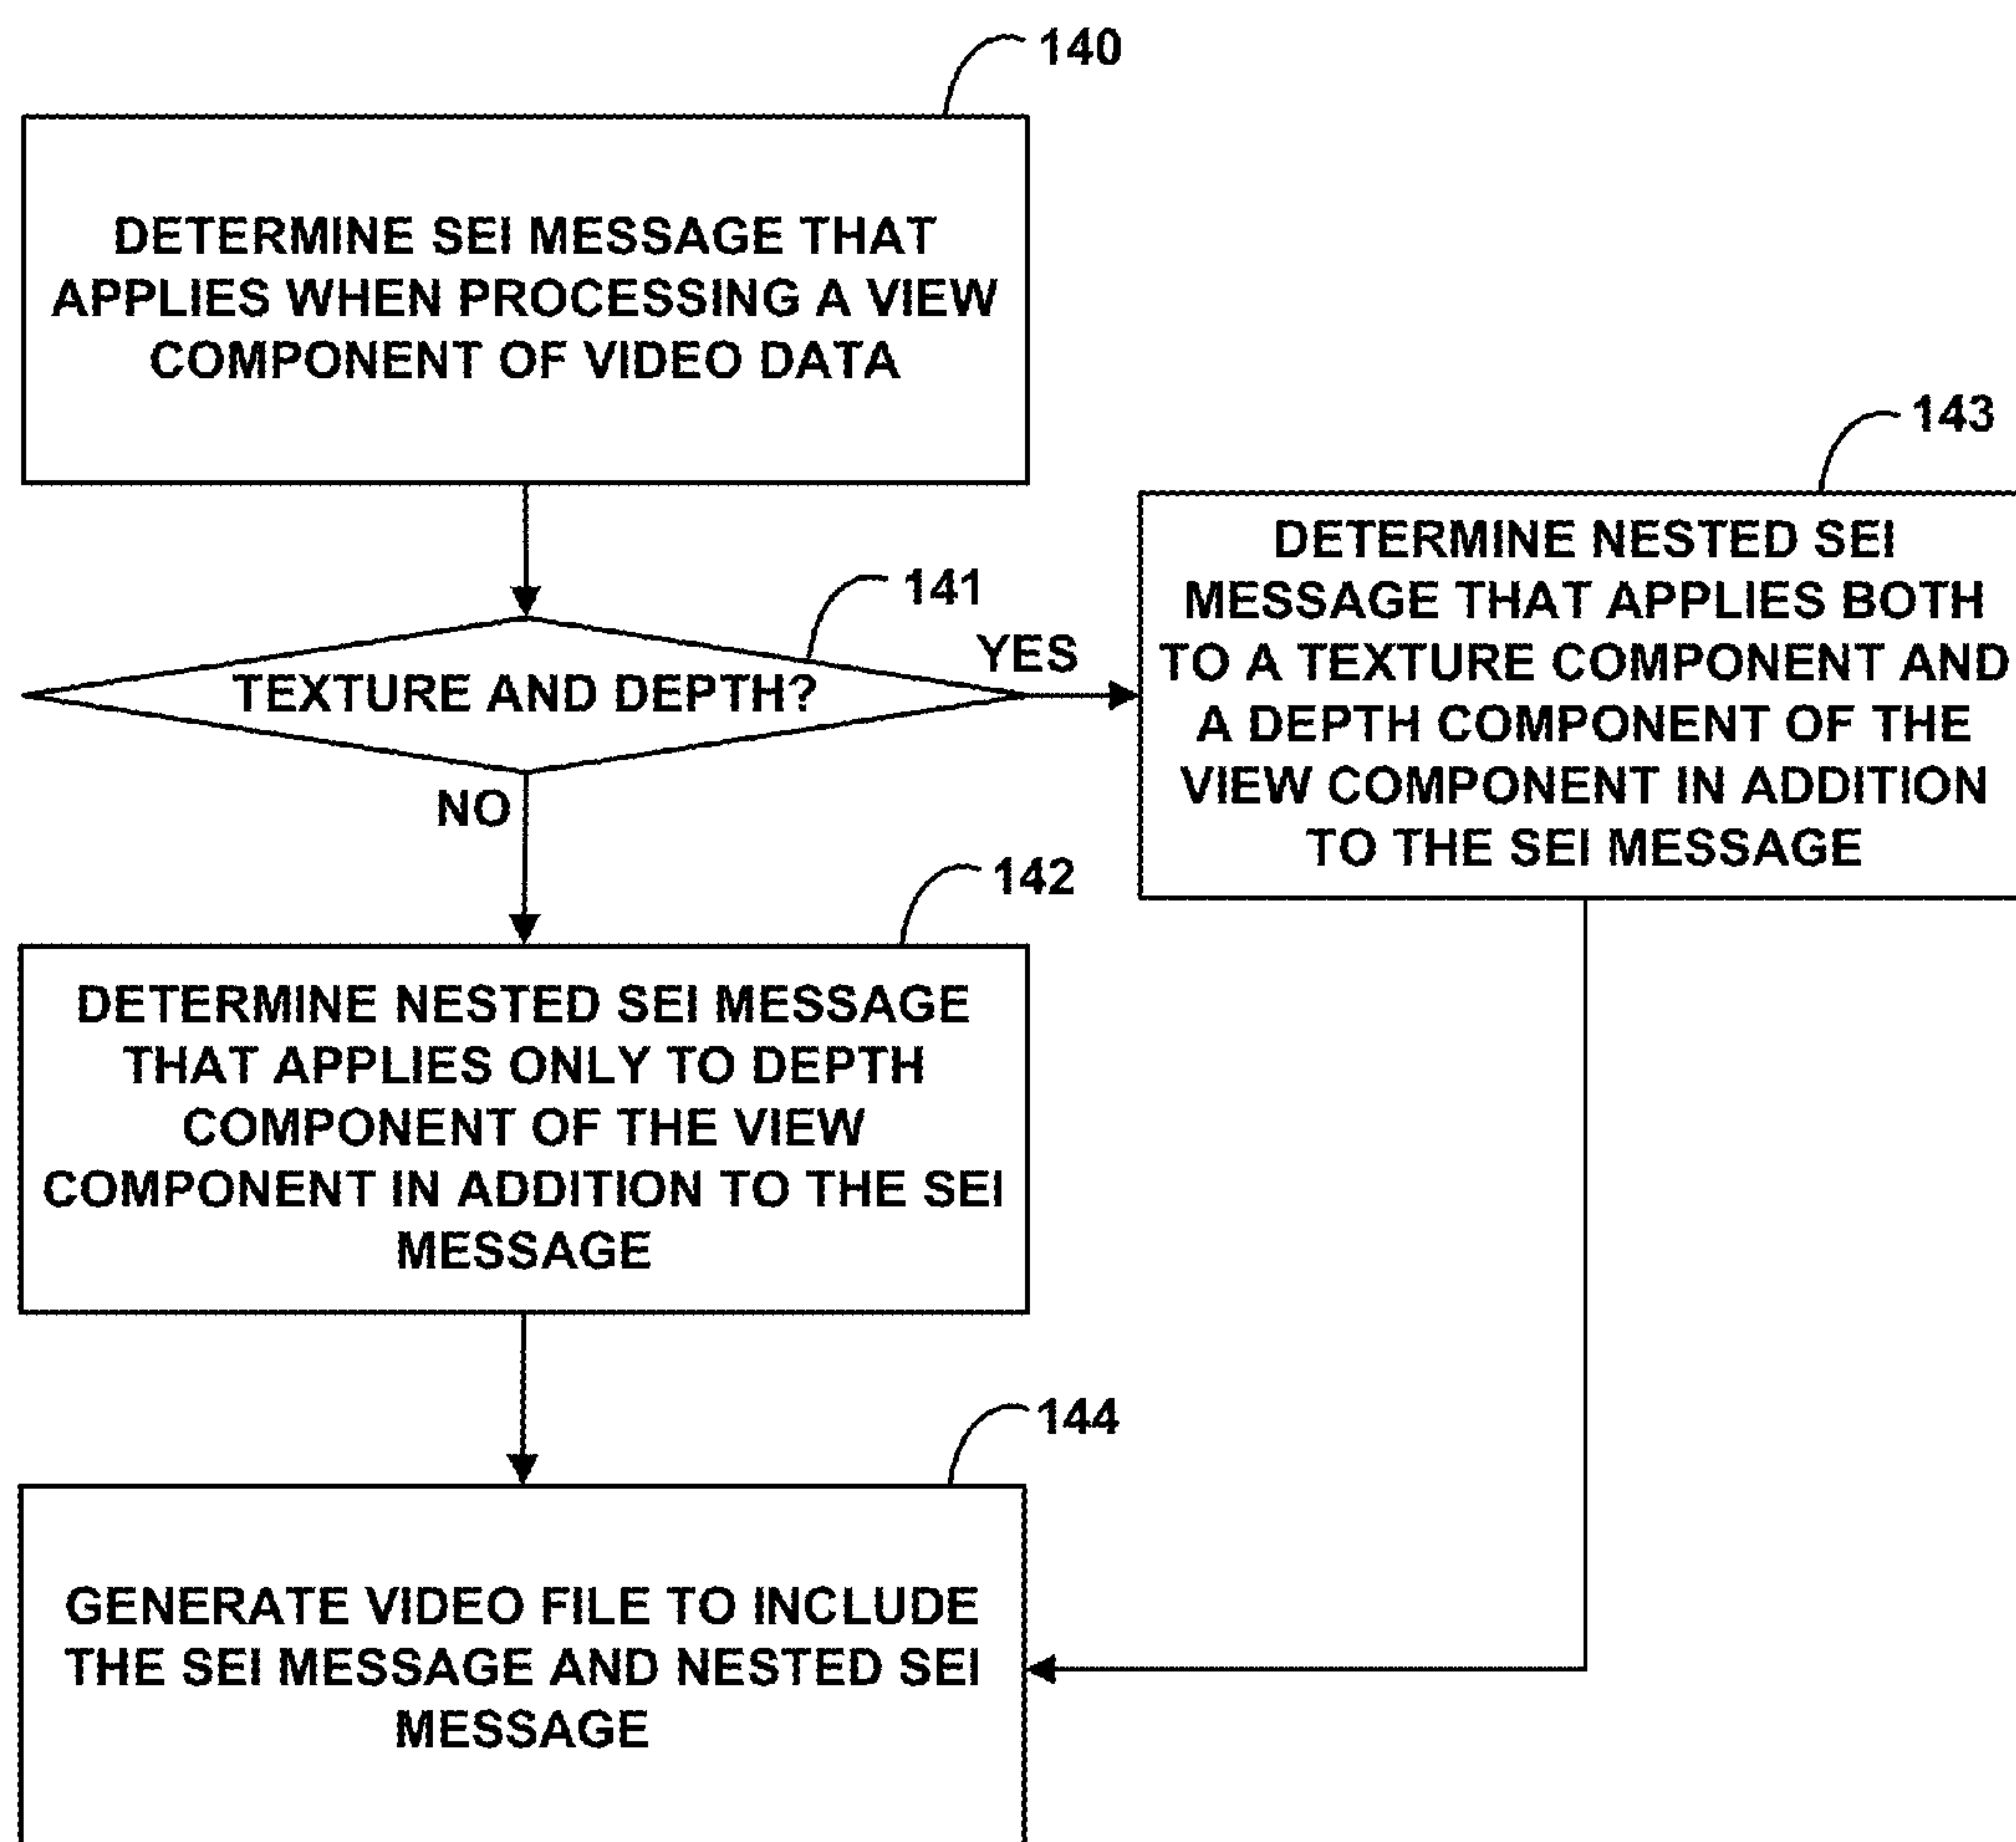 140
DETERMINE SEI MESSAGE THAT
APPLIES WHEN PROCESSING A VIEW
COMPONENT OF VIDEO DATA
141
TEXTURE AND DEPTH?
YES
NO
143
DETERMINE NESTED SEI
MESSAGE THAT APPLIES BOTH
TO A TEXTURE COMPONENT AND
A DEPTH COMPONENT OF THE
VIEW COMPONENT IN ADDITION
TO THE SEI MESSAGE
142
DETERMINE NESTED SEI MESSAGE
THAT APPLIES ONLY TO DEPTH
COMPONENT OF THE VIEW
COMPONENT IN ADDITION TO THE SEI
MESSAGE
144
GENERATE VIDEO FILE TO INCLUDE
THE SEI MESSAGE AND NESTED SEI
MESSAGE